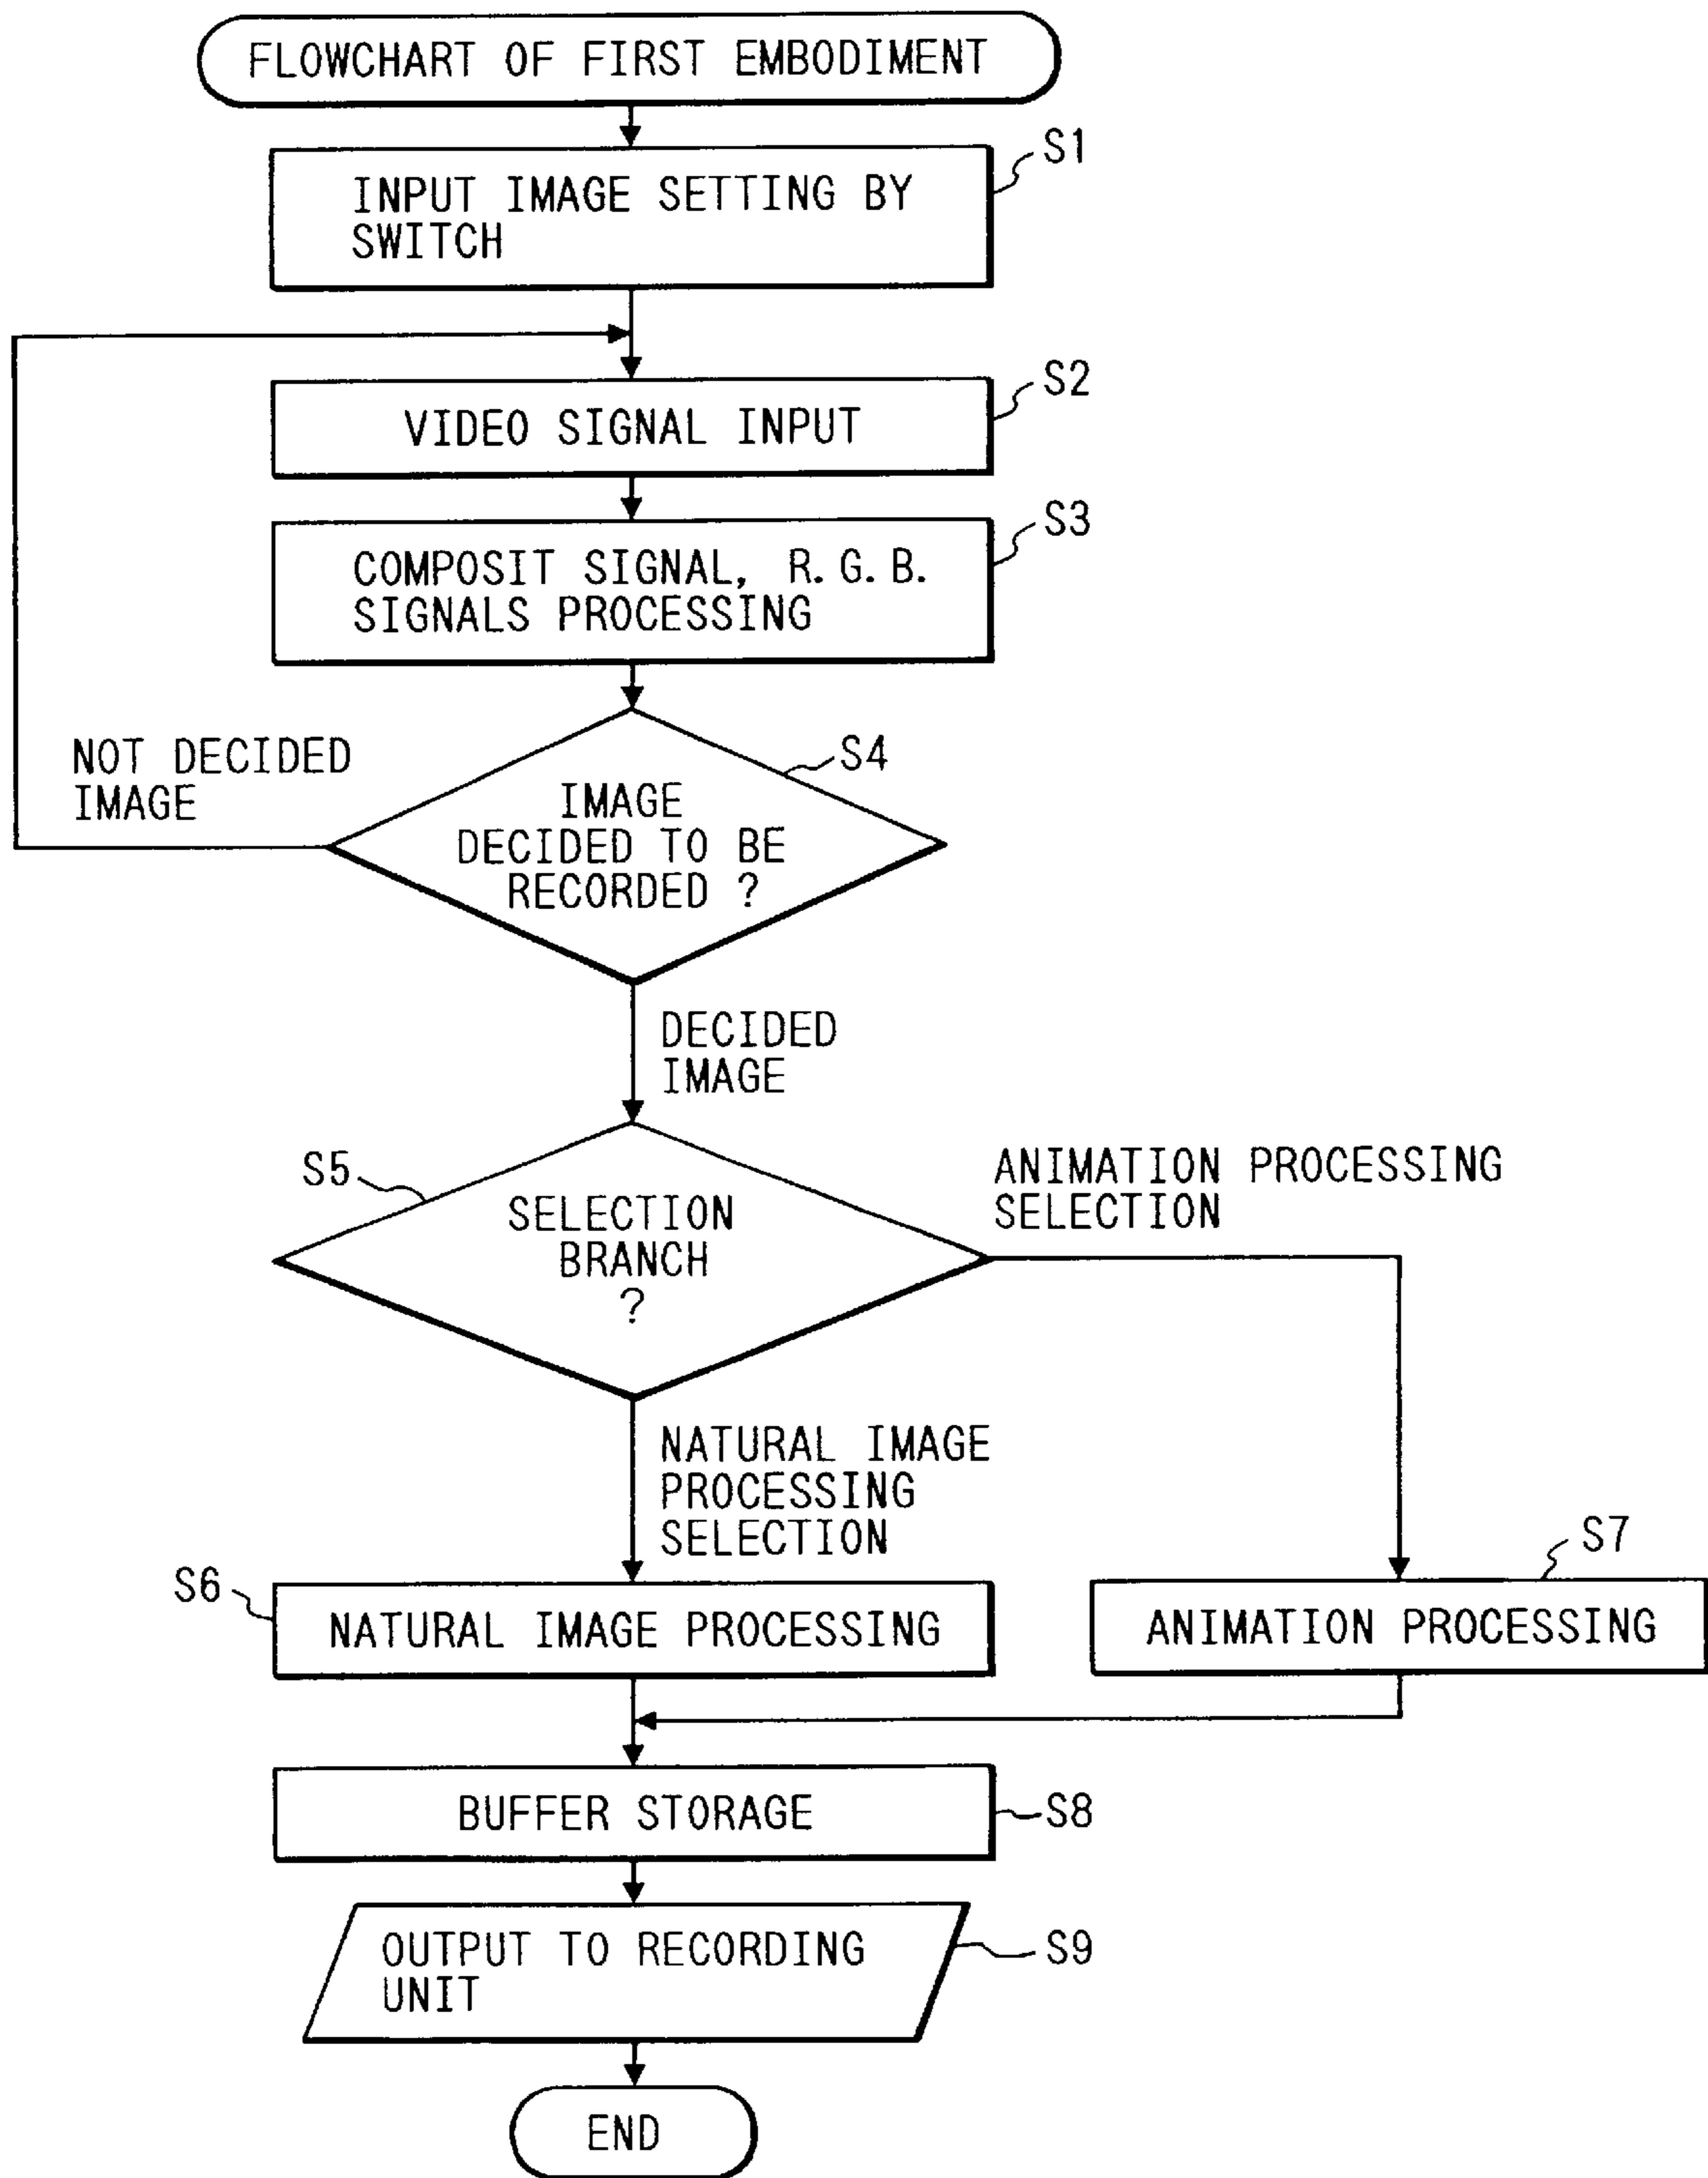 FLOWCHART OF FIRST EMBODIMENT
S1
INPUT IMAGE SETTING BY
SWITCH
S2
VIDEO SIGNAL INPUT
S3
COMPOSIT SIGNAL, R. G. B.
SIGNALS PROCESSING
NOT DECIDED
IMAGE
S4
IMAGE
DECIDED TO BE
RECORDED ?
DECIDED
IMAGE
S5
SELECTION
BRANCH
?
ANIMATION PROCESSING
SELECTION
NATURAL IMAGE
PROCESSING
SELECTION
S6
NATURAL IMAGE PROCESSING
S7
ANIMATION PROCESSING
BUFFER STORAGE
S8
OUTPUT TO RECORDING
UNIT
S9
END